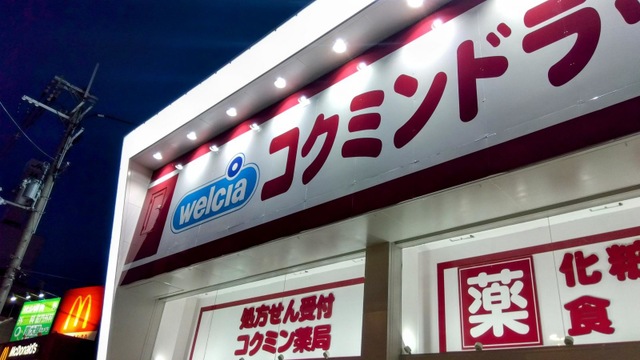 welcia
コクミンドラ
処方せん受付
コクミン薬局
薬
化粧
食
McDonald's